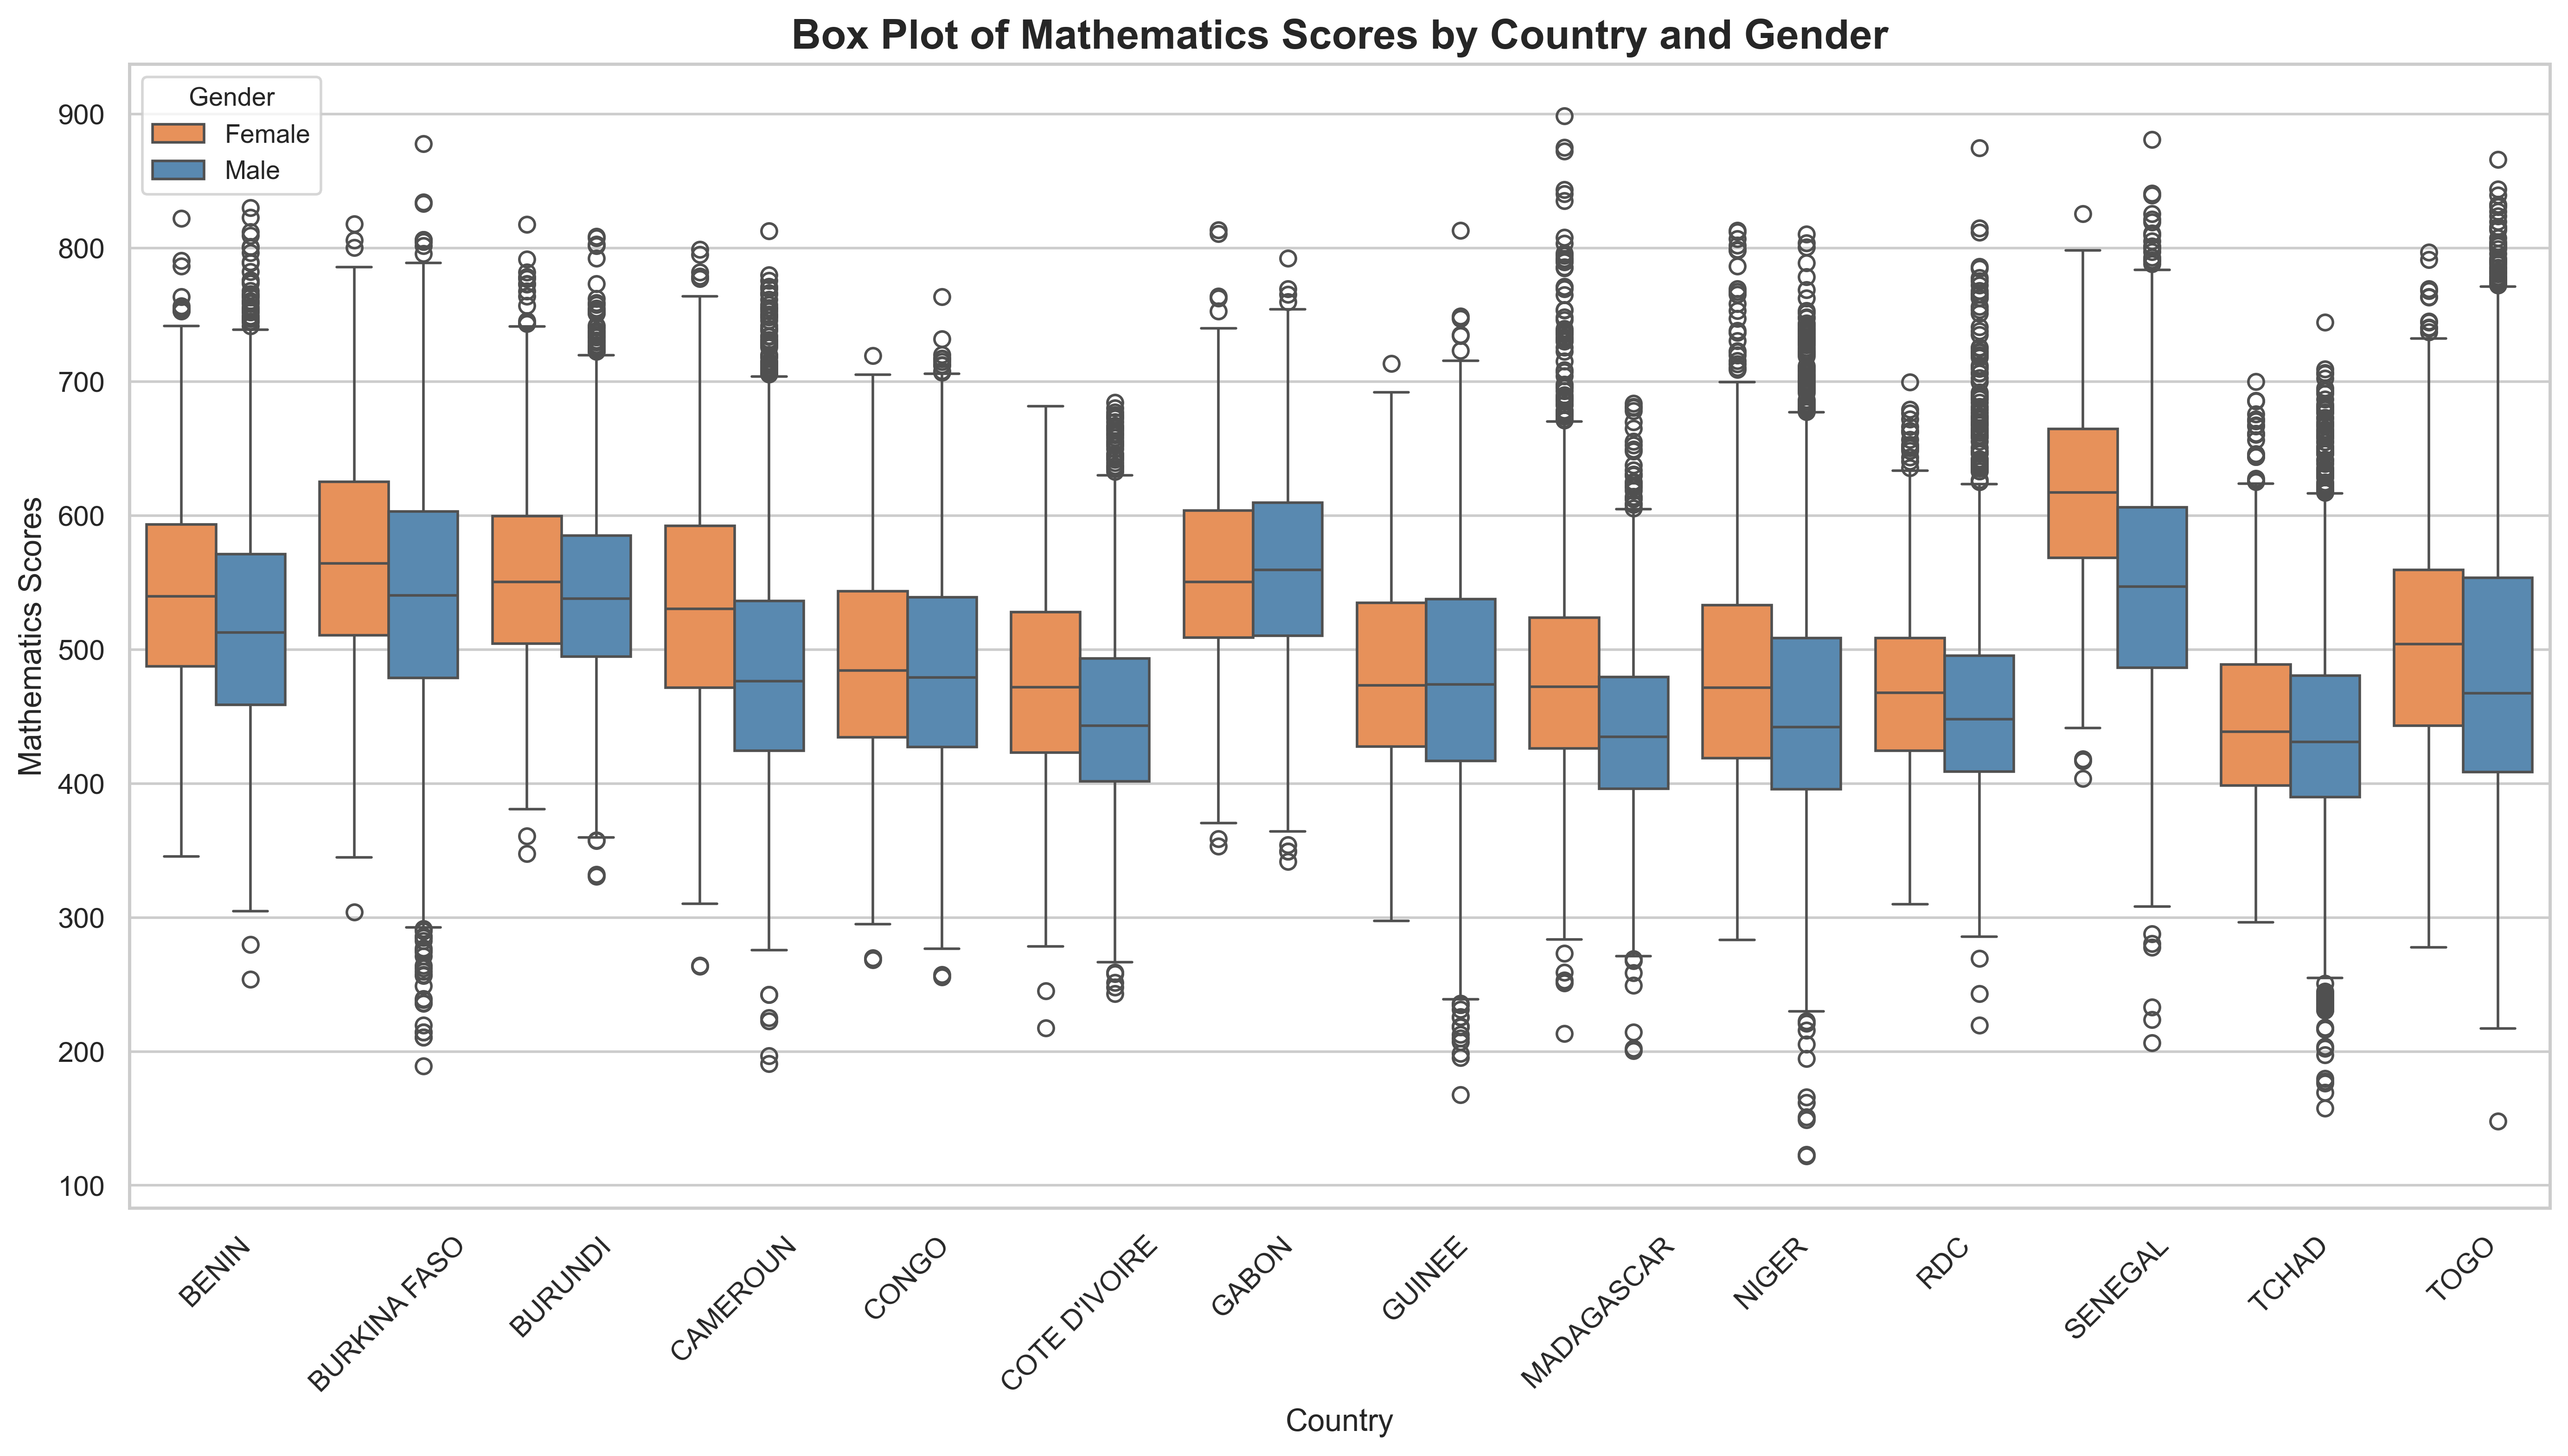 Box Plot of Mathematics Scores by Country and Gender
Gender
Female
Male
Mathematics Scores
900
800
700
600
500
400
300
200
100
BENIN
BURKINA FASO
BURUNDI
CAMEROUN
CONGO
COTE D'IVOIRE
GABON
GUINEE
MADAGASCAR
NIGER
RDC
SENEGAL
TCHAD
TOGO
Country